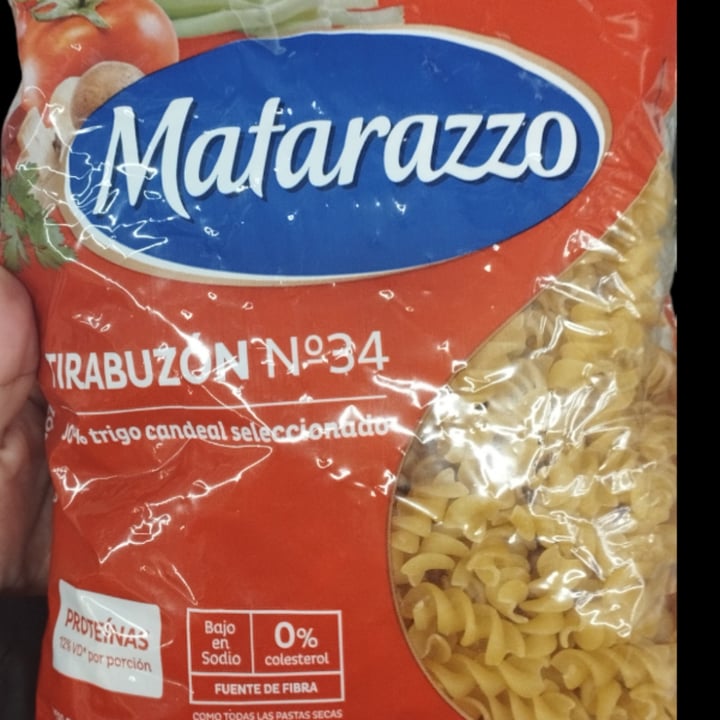 Matarazzo
TIRABUZÓN Nº34
trigo candeal seleccionado
PROTEÍNAS
12% VD* por porción
Bajo
en
Sodio
0%
colesterol
FUENTE DE FIBRA
COMO TODAS LAS PASTAS SECAS